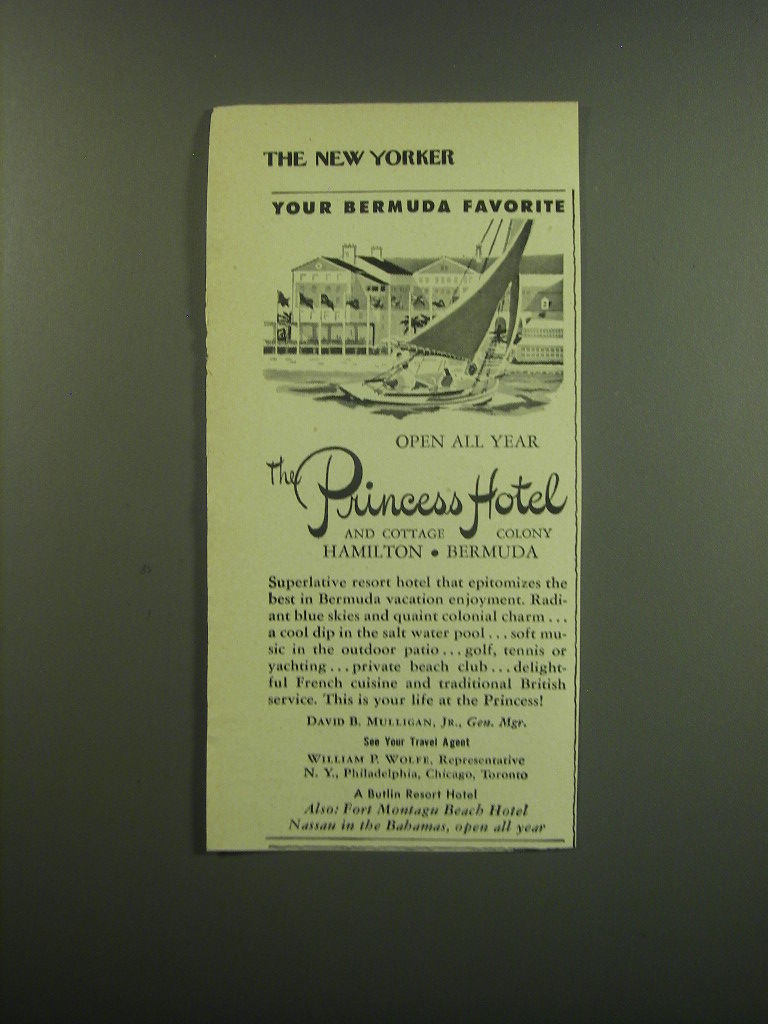 THE NEW YORKER
YOUR BERMUDA FAVORITE
OPEN ALL YEAR
The Princess Hotel
AND COTTAGE COLONY
HAMILTON • BERMUDA
Superlative resort hotel that epitomizes the
best in Bermuda vacation enjoyment. Radi-
ant blue skies and quaint colonial charm...
a cool dip in the salt water pool...soft mu-
sic in the outdoor patio...golf, tennis or
yachting...private beach club...delight-
ful French cuisine and traditional British
service. This is your life at the Princess!
DAVID B. MULLIGAN, JR., Gen. Mgr.
See Your Travel Agent
WILLIAM P. WOLFE, Representative
N. Y., Philadelphia, Chicago, Toronto
A Butlin Resort Hotel
Also: Fort Montagu Beach Hotel
Nassau in the Bahamas, open all year